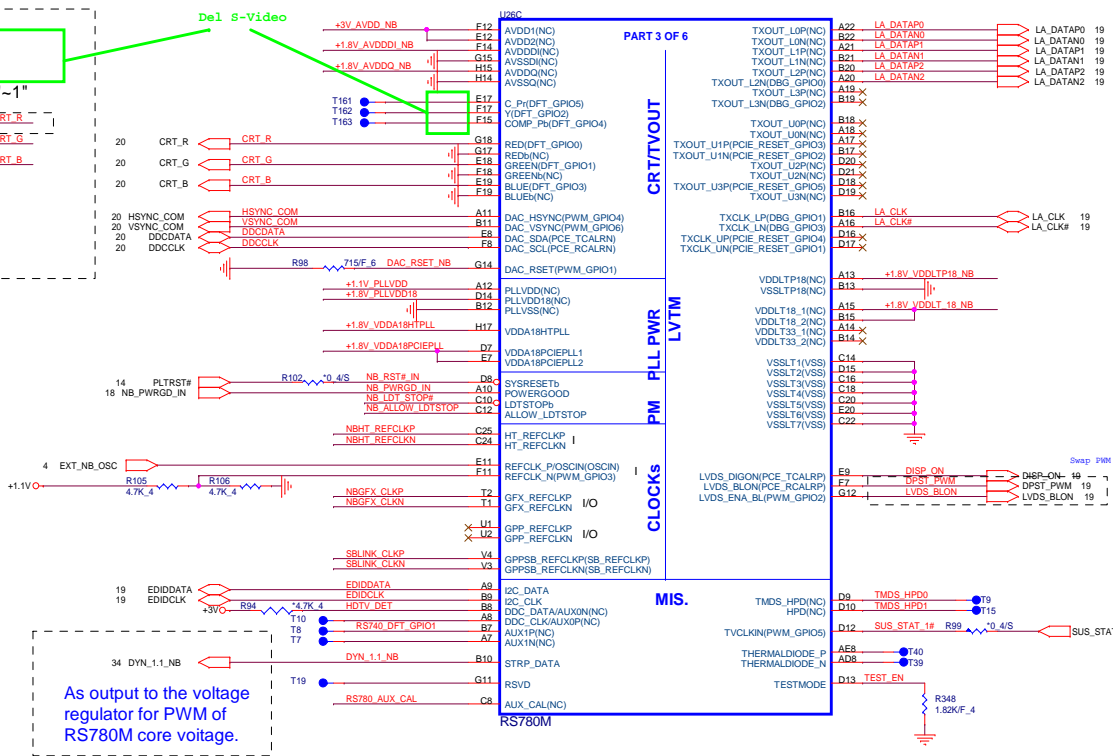 Del S-Video
U26C
PART 3 OF 6
CRT/TVOUT
LVTM
PLL PWR
PM
CLOCKs
MIS.
RS780M
~1"
RT_R
RT_G
RT_B
+3V_AVDD_NB F12 AVDD1(NC)
E12 AVDD2(NC)
+1.8V_AVDDDI_NB F14 AVDDDI(NC)
G15 AVSSDI(NC)
+1.8V_AVDDQ_NB H15 AVDDQ(NC)
H14 AVSSQ(NC)
T161 E17 C_Pr(DFT_GPIO5)
T162 F17 Y(DFT_GPIO2)
T163 F15 COMP_Pb(DFT_GPIO4)
20 CRT_R CRT_R G18 RED(DFT_GPIO0)
G17 REDb(NC)
20 CRT_G CRT_G E18 GREEN(DFT_GPIO1)
F18 GREENb(NC)
20 CRT_B CRT_B E19 BLUE(DFT_GPIO3)
F19 BLUEb(NC)
20 HSYNC_COM HSYNC_COM A11 DAC_HSYNC(PWM_GPIO4)
20 VSYNC_COM VSYNC_COM B11 DAC_VSYNC(PWM_GPIO6)
20 DDCDATA DDCDATA E8 DAC_SDA(PCE_TCALRN)
20 DDCCLK DDCCLK F8 DAC_SCL(PCE_RCALRN)
R98 715/F_6 DAC_RSET_NB G14 DAC_RSET(PWM_GPIO1)
+1.1V_PLLVDD A12 PLLVDD(NC)
+1.8V_PLLVDD18 D14 PLLVDD18(NC)
B12 PLLVSS(NC)
+1.8V_VDDA18HTPLL H17 VDDA18HTPLL
+1.8V_VDDA18PCIEPLL D7 VDDA18PCIEPLL1
E7 VDDA18PCIEPLL2
14 PLTRST# R102 *0_4/S NB_RST#_IN D8 SYSRESETb
18 NB_PWRGD_IN NB_PWRGD_IN A10 POWERGOOD
NB_LDT_STOP# C10 LDTSTOPb
NB_ALLOW_LDTSTOP C12 ALLOW_LDTSTOP
NBHT_REFCLKP C25 HT_REFCLKP I
NBHT_REFCLKN C24 HT_REFCLKN
4 EXT_NB_OSC E11 REFCLK_P/OSCIN(OSCIN) I
+1.1V R105 4.7K_4 R106 4.7K_4 F11 REFCLK_N(PWM_GPIO3)
NBGFX_CLKP T2 GFX_REFCLKP I/O
NBGFX_CLKN T1 GFX_REFCLKN
U1 GPP_REFCLKP I/O
U2 GPP_REFCLKN
SBLINK_CLKP V4 GPPSB_REFCLKP(SB_REFCLKP)
SBLINK_CLKN V3 GPPSB_REFCLKN(SB_REFCLKN)
19 EDIDDATA EDIDDATA A9 I2C_DATA
19 EDIDCLK EDIDCLK B9 I2C_CLK
+3V R94 *4.7K_4 HDTV_DET B8 DDC_DATA/AUX0N(NC)
T10 A8 DDC_CLK/AUX0P(NC)
T8 RS740_DFT_GPIO1 B7 AUX1P(NC)
T7 A7 AUX1N(NC)
34 DYN_1.1_NB DYN_1.1_NB B10 STRP_DATA
T19 G11 RSVD
RS780_AUX_CAL C8 AUX_CAL(NC)
As output to the voltage
regulator for PWM of
RS780M core voitage.
TXOUT_L0P(NC) A22 LA_DATAP0 LA_DATAP0 19
TXOUT_L0N(NC) B22 LA_DATAN0 LA_DATAN0 19
TXOUT_L1P(NC) A21 LA_DATAP1 LA_DATAP1 19
TXOUT_L1N(NC) B21 LA_DATAN1 LA_DATAN1 19
TXOUT_L2P(NC) B20 LA_DATAP2 LA_DATAP2 19
TXOUT_L2N(DBG_GPIO0) A20 LA_DATAN2 LA_DATAN2 19
TXOUT_L3P(NC) A19
TXOUT_L3N(DBG_GPIO2) B19
TXOUT_U0P(NC) B18
TXOUT_U0N(NC) A18
TXOUT_U1P(PCIE_RESET_GPIO3) A17
TXOUT_U1N(PCIE_RESET_GPIO2) B17
TXOUT_U2P(NC) D20
TXOUT_U2N(NC) D21
TXOUT_U3P(PCIE_RESET_GPIO5) D18
TXOUT_U3N(NC) D19
TXCLK_LP(DBG_GPIO1) B16 LA_CLK LA_CLK 19
TXCLK_LN(DBG_GPIO3) A16 LA_CLK# LA_CLK# 19
TXCLK_UP(PCIE_RESET_GPIO4) D16
TXCLK_UN(PCIE_RESET_GPIO1) D17
VDDLTP18(NC) A13 +1.8V_VDDLTP18_NB
VSSLTP18(NC) B13
VDDLT18_1(NC) A15 +1.8V_VDDLT_18_NB
VDDLT18_2(NC) B15
VDDLT33_1(NC) A14
VDDLT33_2(NC) B14
VSSLT1(VSS) C14
VSSLT2(VSS) D15
VSSLT3(VSS) C16
VSSLT4(VSS) C18
VSSLT5(VSS) C20
VSSLT6(VSS) E20
VSSLT7(VSS) C22
Swap PWM
LVDS_DIGON(PCE_TCALRP) E9 DISP_ON DISP_ON 19
LVDS_BLON(PCE_RCALRP) F7 DPST_PWM DPST_PWM 19
LVDS_ENA_BL(PWM_GPIO2) G12 LVDS_BLON LVDS_BLON 19
TMDS_HPD(NC) D9 TMDS_HPD0 T9
HPD(NC) D10 TMDS_HPD1 T15
TVCLKIN(PWM_GPIO5) D12 SUS_STAT_1# R99 *0_4/S SUS_STA
THERMALDIODE_P AE8 T40
THERMALDIODE_N AD8 T39
TESTMODE D13 TEST_EN
R348
1.82K/F_4